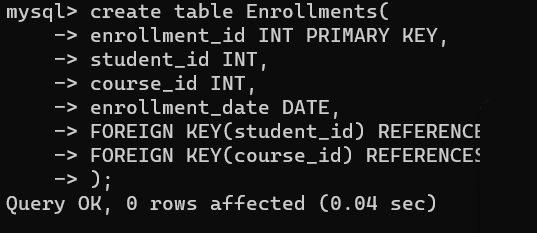 mysql> create table Enrollments(
    -> enrollment_id INT PRIMARY KEY,
    -> student_id INT,
    -> course_id INT,
    -> enrollment_date DATE,
    -> FOREIGN KEY(student_id) REFERENCE
    -> FOREIGN KEY(course_id) REFERENCES
    -> );
Query OK, 0 rows affected (0.04 sec)